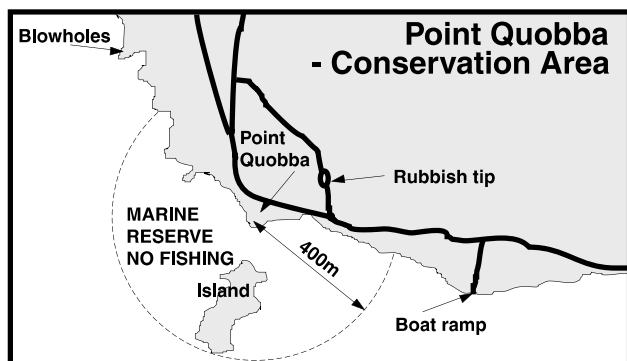 Point Quobba
- Conservation Area
Blowholes
Point
Quobba
Rubbish tip
MARINE
RESERVE
NO FISHING
400m
Island
Boat ramp